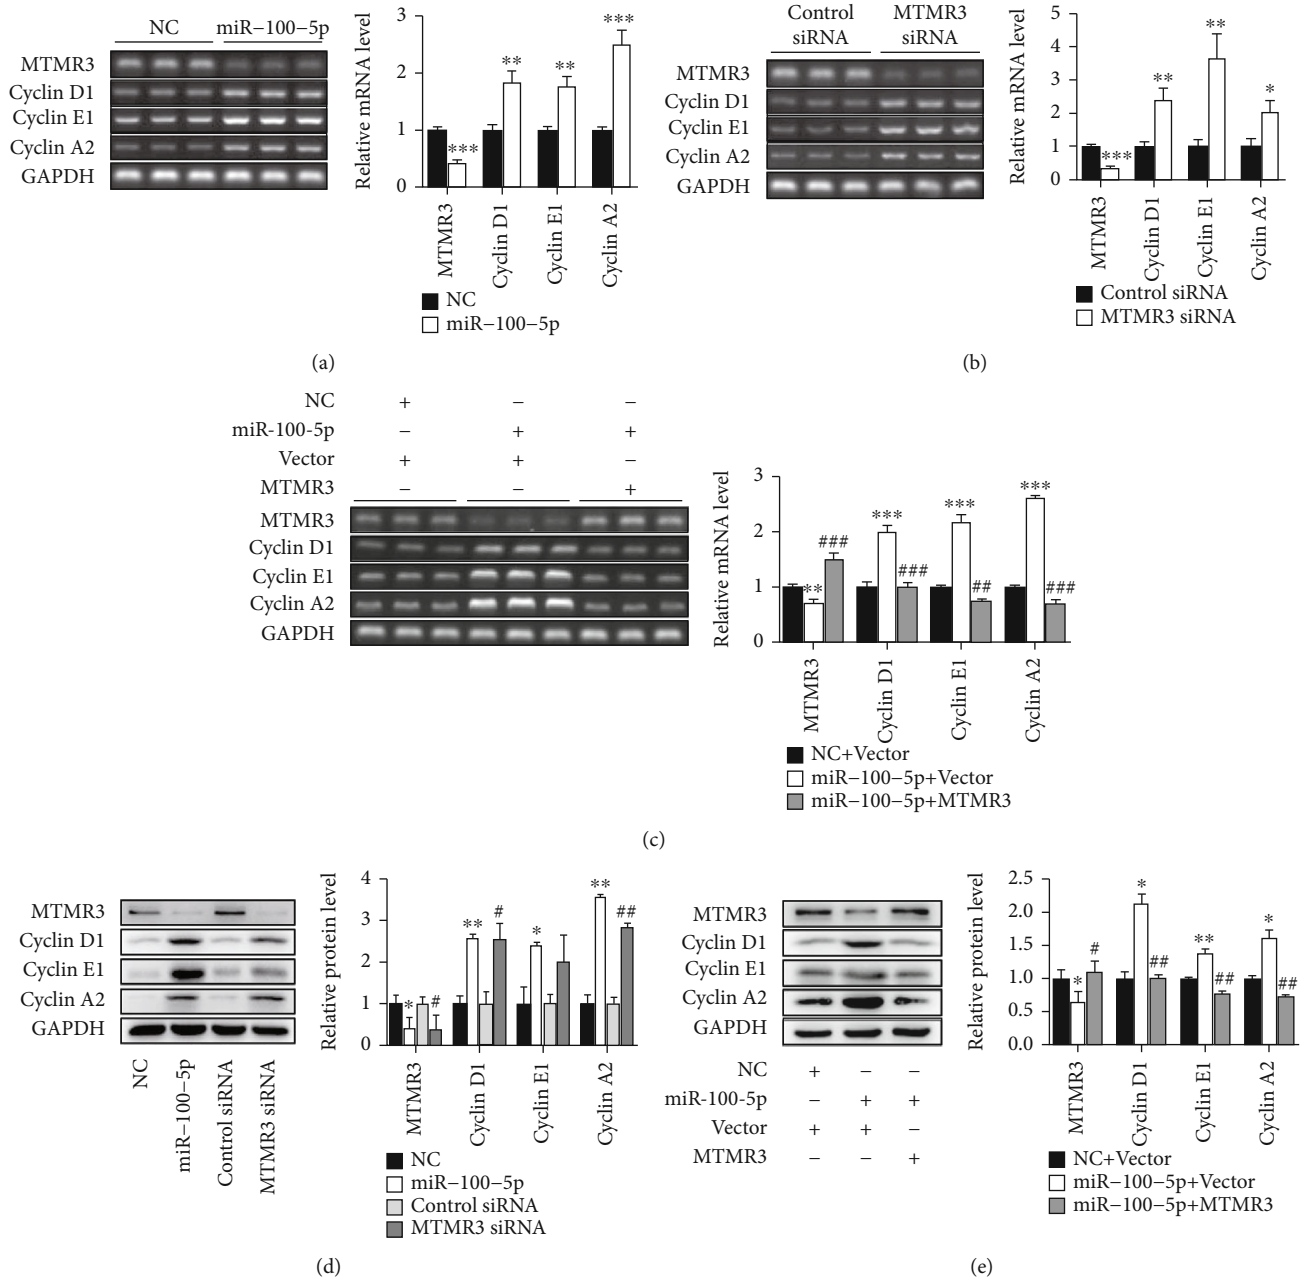 NC miR-100-5p
MTMR3
Cyclin D1
Cyclin E1
Cyclin A2
GAPDH
Relative mRNA level
3
2
1
0
*** ** ** ***
MTMR3 Cyclin D1 Cyclin E1 Cyclin A2
NC
miR-100-5p
(a)
Control siRNA MTMR3 siRNA
MTMR3
Cyclin D1
Cyclin E1
Cyclin A2
GAPDH
Relative mRNA level
5
4
3
2
1
0
*** ** ** *
MTMR3 Cyclin D1 Cyclin E1 Cyclin A2
Control siRNA
MTMR3 siRNA
(b)
NC + − −
miR-100-5p − + +
Vector + + −
MTMR3 − − +
MTMR3
Cyclin D1
Cyclin E1
Cyclin A2
GAPDH
Relative mRNA level
3
2
1
0
** ### *** ### *** ## *** ###
MTMR3 Cyclin D1 Cyclin E1 Cyclin A2
NC+Vector
miR-100-5p+Vector
miR-100-5p+MTMR3
(c)
MTMR3
Cyclin D1
Cyclin E1
Cyclin A2
GAPDH
NC miR-100-5p Control siRNA MTMR3 siRNA
Relative protein level
4
3
2
1
0
* # ** # * ** ##
MTMR3 Cyclin D1 Cyclin E1 Cyclin A2
NC
miR-100-5p
Control siRNA
MTMR3 siRNA
(d)
MTMR3
Cyclin D1
Cyclin E1
Cyclin A2
GAPDH
NC + − −
miR-100-5p − + +
Vector + + −
MTMR3 − − +
Relative protein level
2.5
2.0
1.5
1.0
0.5
0.0
* # * ## ** ## * ##
MTMR3 Cyclin D1 Cyclin E1 Cyclin A2
NC+Vector
miR-100-5p+Vector
miR-100-5p+MTMR3
(e)